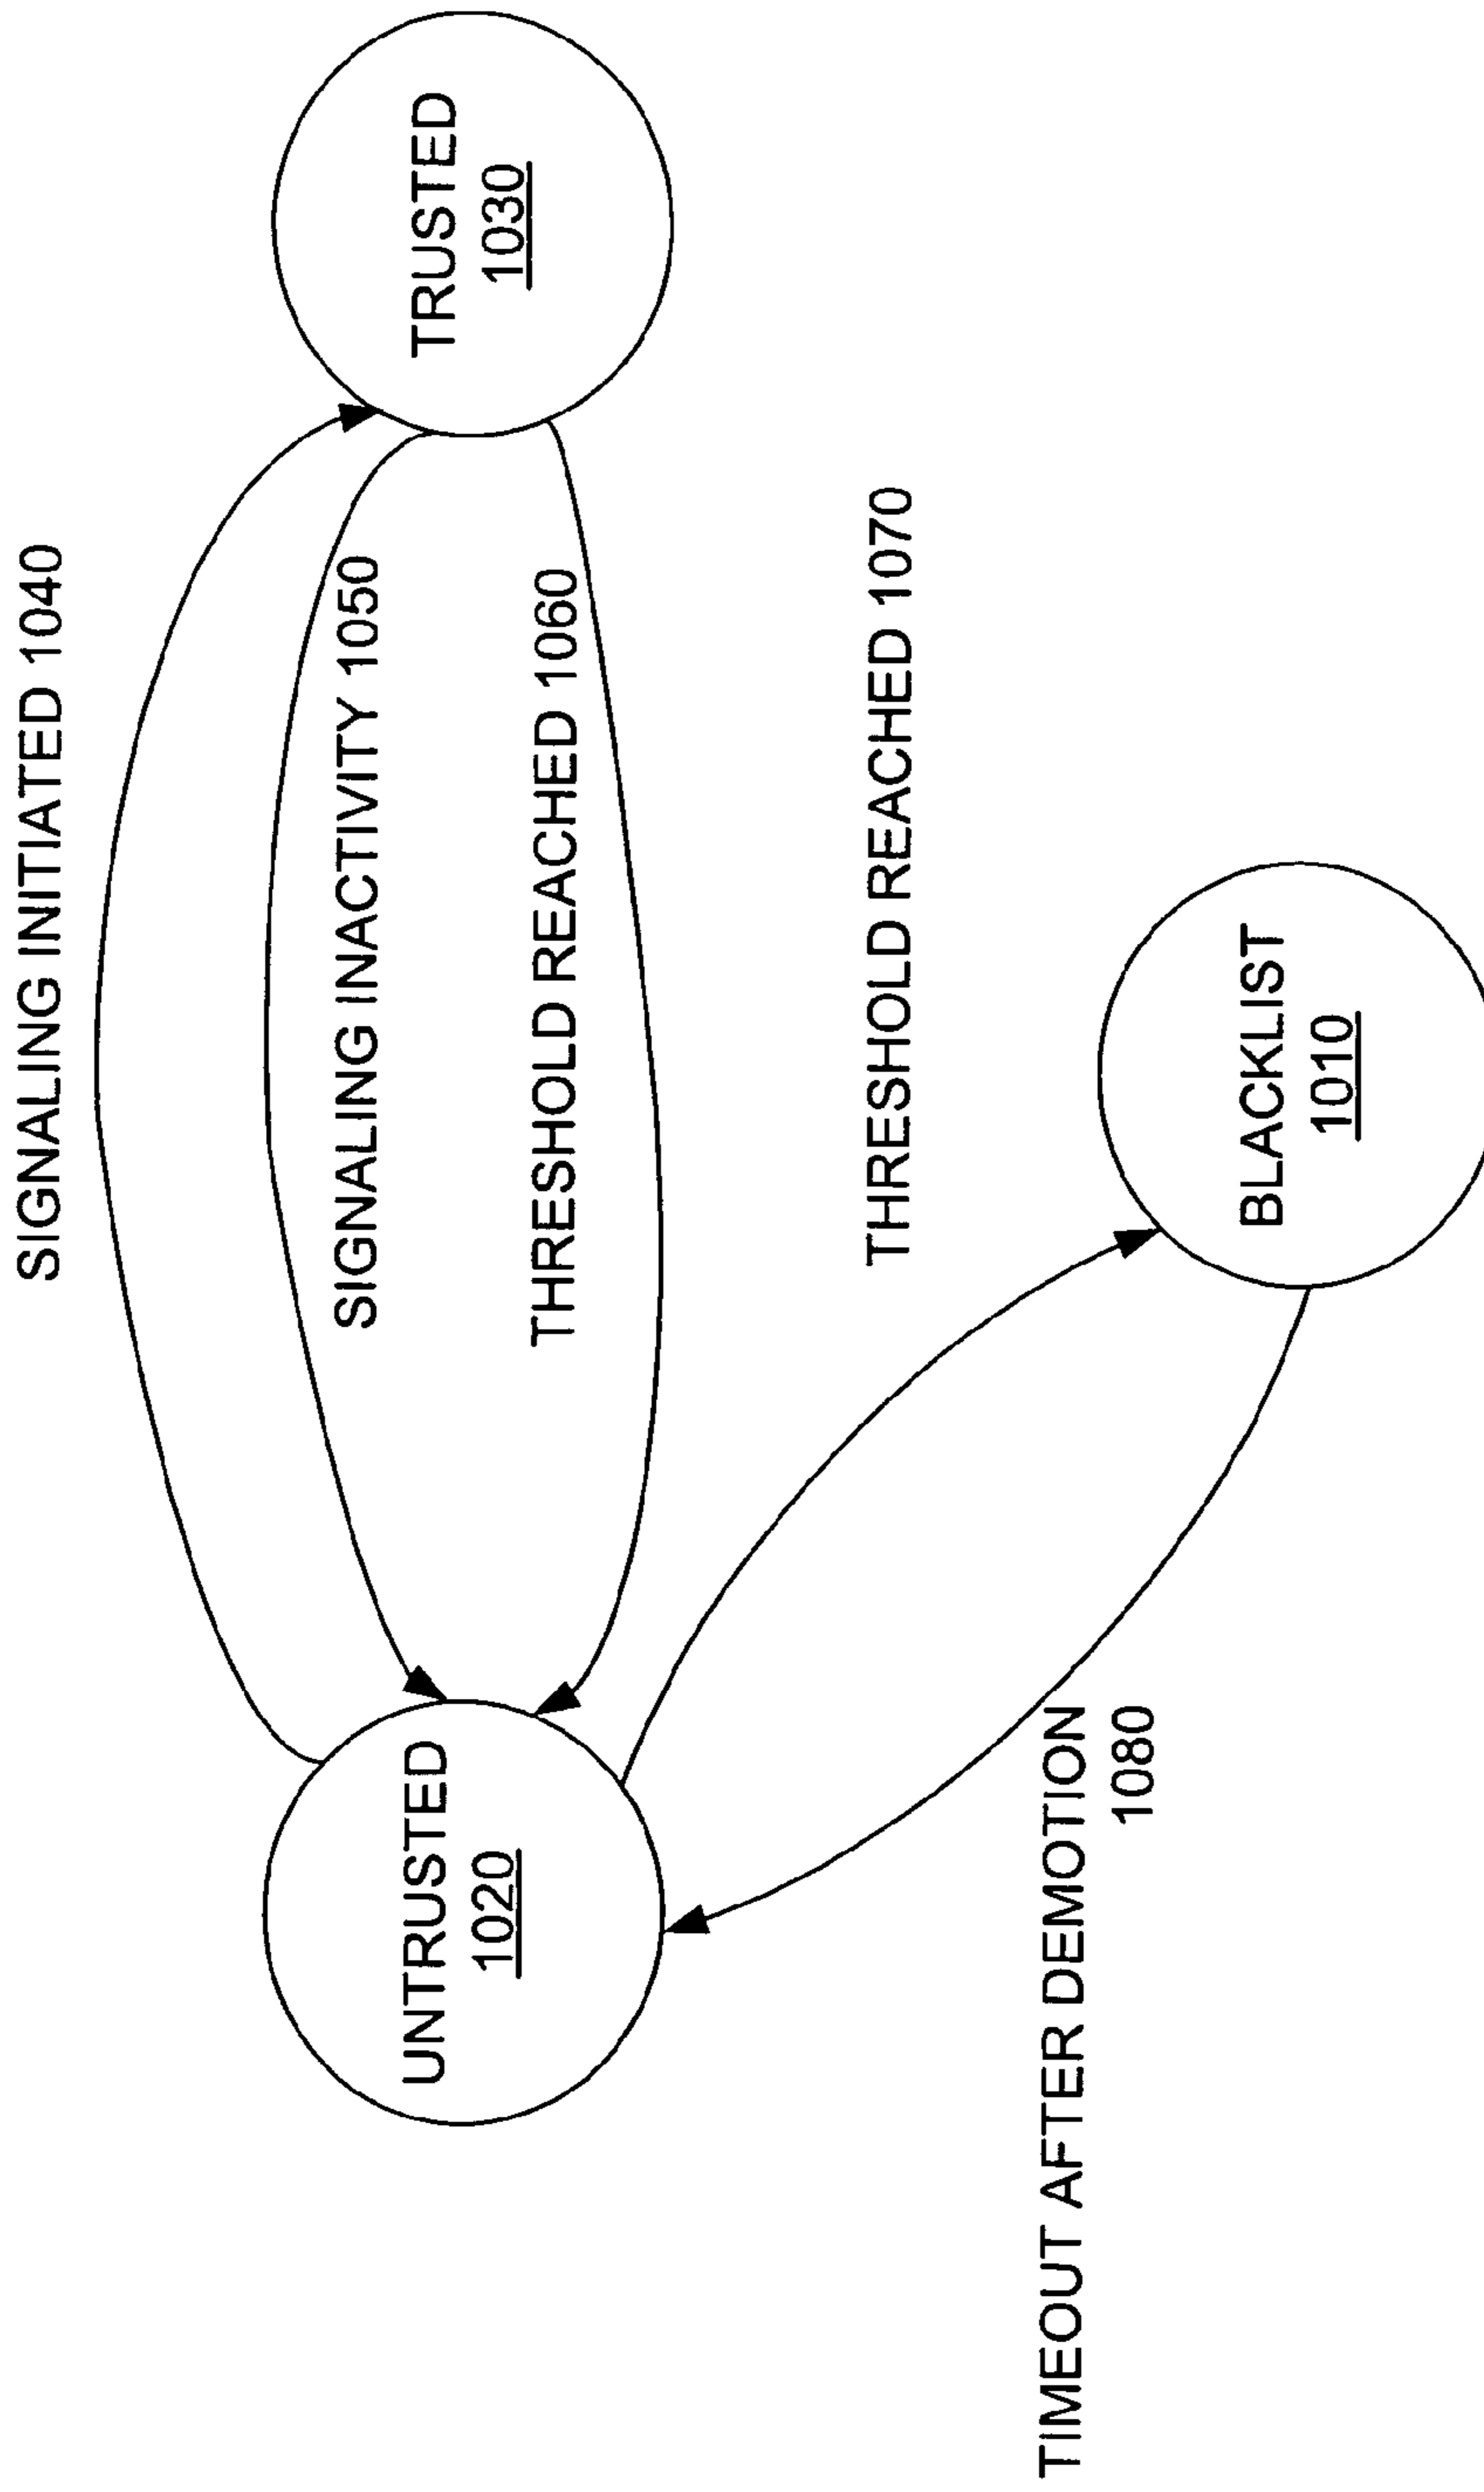 SIGNALING INITIATED 1040
SIGNALING INACTIVITY 1050
UNTRUSTED
1020
TRUSTED
1030
THRESHOLD REACHED 1060
THRESHOLD REACHED 1070
TIMEOUT AFTER DEMOTION
1080
BLACKLIST
1010